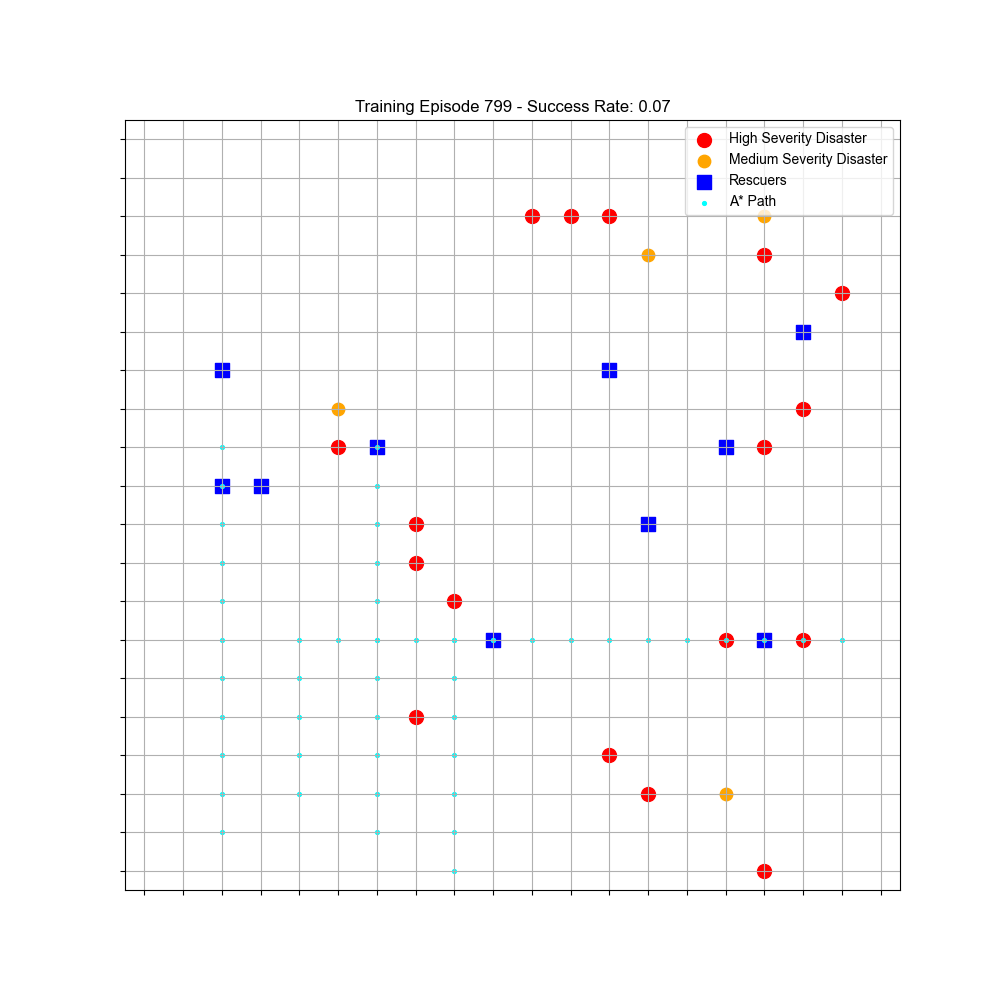 Training Episode 799 - Success Rate: 0.07
High Severity Disaster
Medium Severity Disaster
Rescuers
A* Path